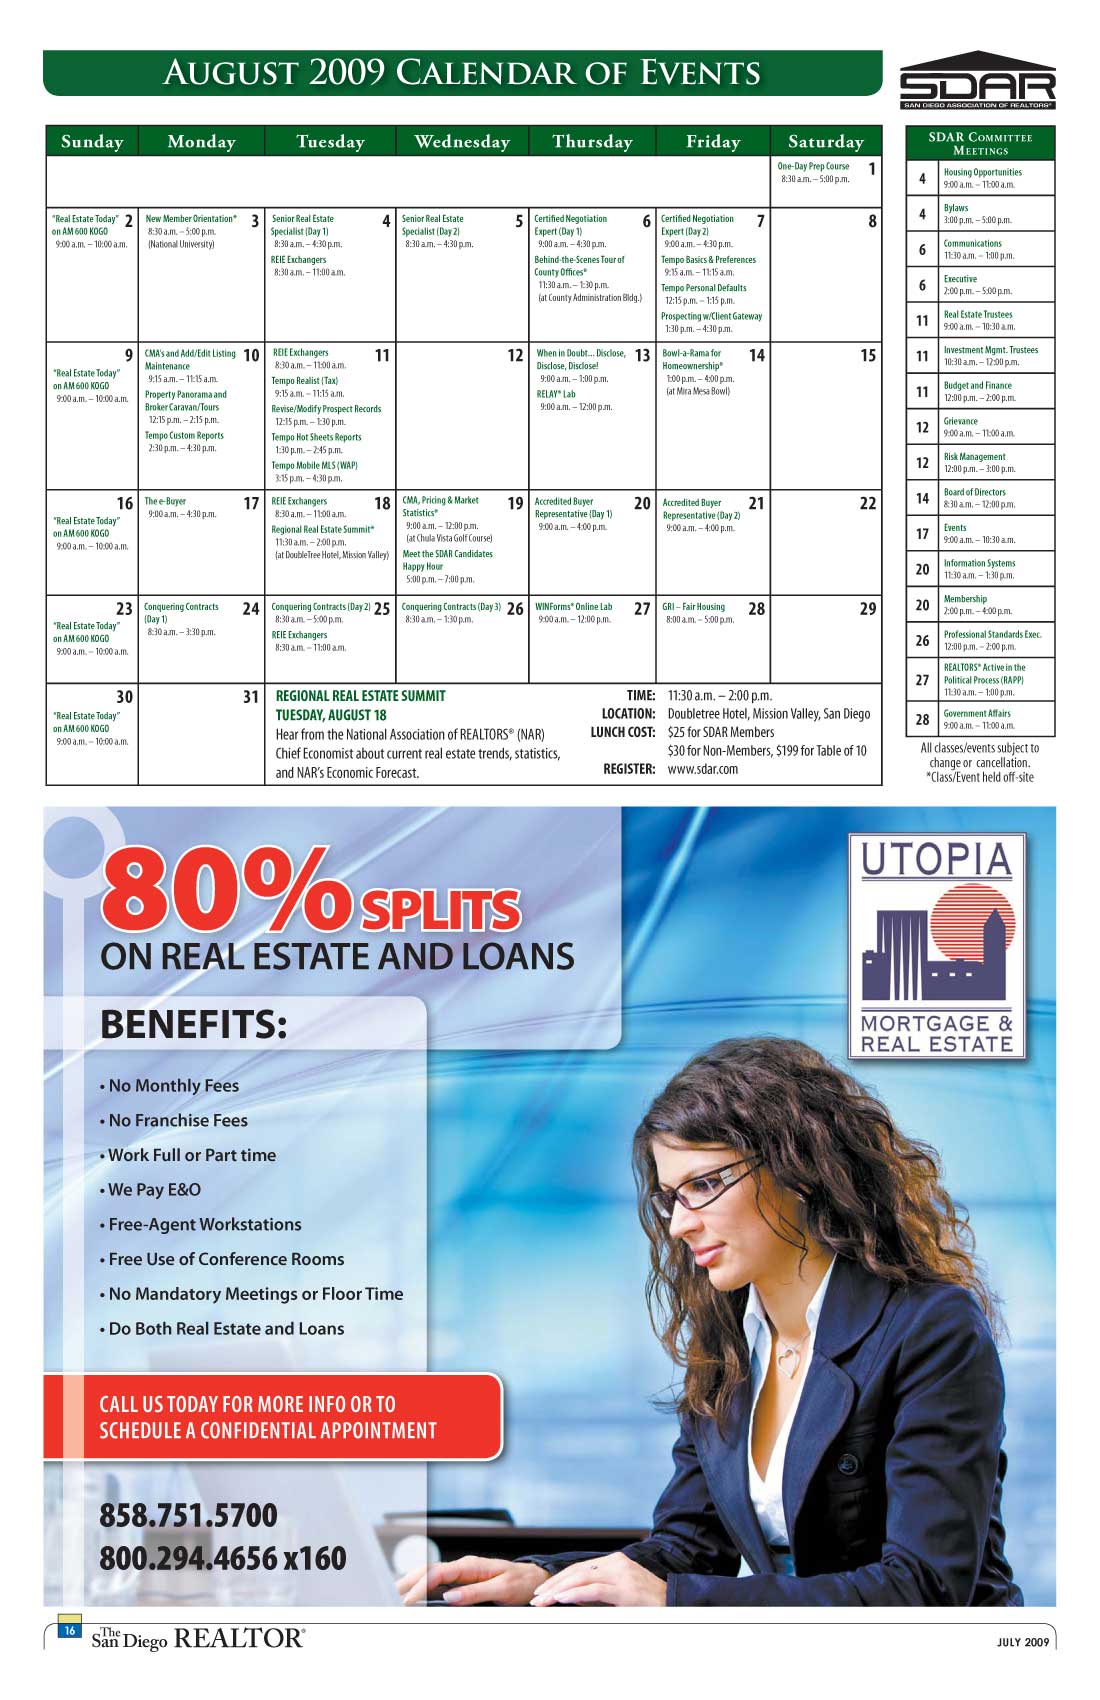 August 2009 Calendar of Events
SDAR
SAN DIEGO ASSOCIATION OF REALTORS®
Sunday Monday Tuesday Wednesday Thursday Friday Saturday
1
One-Day Prep Course
8:30 a.m. – 5:00 p.m.
2
"Real Estate Today"
on AM 600 KOGO
9:00 a.m. – 10:00 a.m.
3
New Member Orientation*
8:30 a.m. – 5:00 p.m.
(National University)
4
Senior Real Estate
Specialist (Day 1)
8:30 a.m. – 4:30 p.m.
REIE Exchangers
8:30 a.m. – 11:00 a.m.
5
Senior Real Estate
Specialist (Day 2)
8:30 a.m. – 4:30 p.m.
6
Certified Negotiation
Expert (Day 1)
9:00 a.m. – 4:30 p.m.
Behind-the-Scenes Tour of
County Offices*
11:30 a.m. – 1:30 p.m.
(at County Administration Bldg.)
7
Certified Negotiation
Expert (Day 2)
9:00 a.m. – 4:30 p.m.
Tempo Basics & Preferences
9:15 a.m. – 11:15 a.m.
Tempo Personal Defaults
12:15 p.m. – 1:15 p.m.
Prospecting w/Client Gateway
1:30 p.m. – 4:30 p.m.
8
9
"Real Estate Today"
on AM 600 KOGO
9:00 a.m. – 10:00 a.m.
10
CMA's and Add/Edit Listing
Maintenance
9:15 a.m. – 11:15 a.m.
Property Panorama and
Broker Caravan/Tours
12:15 p.m. – 2:15 p.m.
Tempo Custom Reports
2:30 p.m. – 4:30 p.m.
11
REIE Exchangers
8:30 a.m. – 11:00 a.m.
Tempo Realist (Tax)
9:15 a.m. – 11:15 a.m.
Revise/Modify Prospect Records
12:15 p.m. – 1:30 p.m.
Tempo Hot Sheets Reports
1:30 p.m. – 2:45 p.m.
Tempo Mobile MLS (WAP)
3:15 p.m. – 4:30 p.m.
12
13
When in Doubt... Disclose,
Disclose, Disclose!
9:00 a.m. – 1:00 p.m.
RELAY® Lab
9:00 a.m. – 12:00 p.m.
14
Bowl-a-Rama for
Homeownership*
1:00 p.m. – 4:00 p.m.
(at Mira Mesa Bowl)
15
16
"Real Estate Today"
on AM 600 KOGO
9:00 a.m. – 10:00 a.m.
17
The e-Buyer
9:00 a.m. – 4:30 p.m.
18
REIE Exchangers
8:30 a.m. – 11:00 a.m.
Regional Real Estate Summit*
11:30 a.m. – 2:00 p.m.
(at DoubleTree Hotel, Mission Valley)
19
CMA, Pricing & Market
Statistics*
9:00 a.m. – 12:00 p.m.
(at Chula Vista Golf Course)
Meet the SDAR Candidates
Happy Hour
5:00 p.m. – 7:00 p.m.
20
Accredited Buyer
Representative (Day 1)
9:00 a.m. – 4:00 p.m.
21
Accredited Buyer
Representative (Day 2)
9:00 a.m. – 4:00 p.m.
22
23
"Real Estate Today"
on AM 600 KOGO
9:00 a.m. – 10:00 a.m.
24
Conquering Contracts
(Day 1)
8:30 a.m. – 3:30 p.m.
25
Conquering Contracts (Day 2)
8:30 a.m. – 5:00 p.m.
REIE Exchangers
8:30 a.m. – 11:00 a.m.
26
Conquering Contracts (Day 3)
8:30 a.m. – 1:30 p.m.
27
WINForms® Online Lab
9:00 a.m. – 12:00 p.m.
28
GRI – Fair Housing
8:00 a.m. – 5:00 p.m.
29
30
"Real Estate Today"
on AM 600 KOGO
9:00 a.m. – 10:00 a.m.
31
REGIONAL REAL ESTATE SUMMIT
TUESDAY, AUGUST 18
Hear from the National Association of REALTORS® (NAR)
Chief Economist about current real estate trends, statistics,
and NAR's Economic Forecast.
TIME: 11:30 a.m. – 2:00 p.m.
LOCATION: Doubletree Hotel, Mission Valley, San Diego
LUNCH COST: $25 for SDAR Members
$30 for Non-Members, $199 for Table of 10
REGISTER: www.sdar.com
SDAR Committee
Meetings
4 Housing Opportunities
9:00 a.m. – 11:00 a.m.
4 Bylaws
3:00 p.m. – 5:00 p.m.
6 Communications
11:30 a.m. – 1:00 p.m.
6 Executive
2:00 p.m. – 5:00 p.m.
11 Real Estate Trustees
9:00 a.m. – 10:30 a.m.
11 Investment Mgmt. Trustees
10:30 a.m. – 12:00 p.m.
11 Budget and Finance
12:00 p.m. – 2:00 p.m.
12 Grievance
9:00 a.m. – 11:00 a.m.
12 Risk Management
12:00 p.m. – 3:00 p.m.
14 Board of Directors
8:30 a.m. – 12:00 p.m.
17 Events
9:00 a.m. – 10:30 a.m.
20 Information Systems
11:30 a.m. – 1:30 p.m.
20 Membership
2:00 p.m. – 4:00 p.m.
26 Professional Standards Exec.
12:00 p.m. – 2:00 p.m.
27 REALTORS® Active in the
Political Process (RAPP)
11:30 a.m. – 1:00 p.m.
28 Government Affairs
9:00 a.m. – 11:00 a.m.
All classes/events subject to
change or cancellation.
*Class/Event held off-site
80% SPLITS
ON REAL ESTATE AND LOANS
BENEFITS:
• No Monthly Fees
• No Franchise Fees
• Work Full or Part time
• We Pay E&O
• Free-Agent Workstations
• Free Use of Conference Rooms
• No Mandatory Meetings or Floor Time
• Do Both Real Estate and Loans
CALL US TODAY FOR MORE INFO OR TO
SCHEDULE A CONFIDENTIAL APPOINTMENT
858.751.5700
800.294.4656 x160
UTOPIA
MORTGAGE &
REAL ESTATE
16
The San Diego REALTOR®
JULY 2009